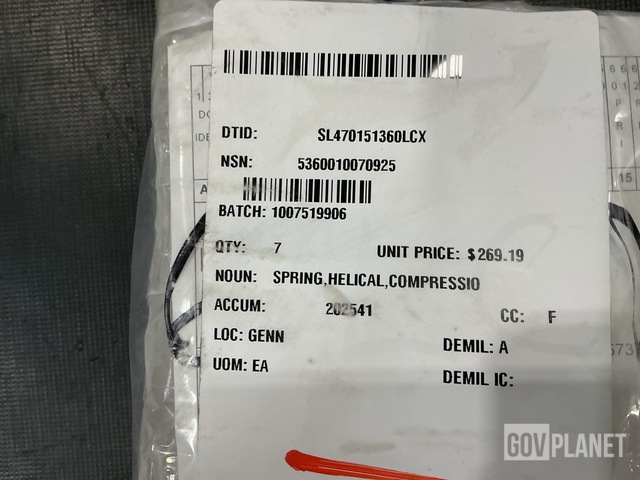 DTID: SL470151360LCX
NSN: 5360010070925
BATCH: 1007519906
QTY: 7 UNIT PRICE: $269.19
NOUN: SPRING,HELICAL,COMPRESSIO
ACCUM: 202541 CC: F
LOC: GENN DEMIL: A
UOM: EA DEMIL IC:
GOVPLANET